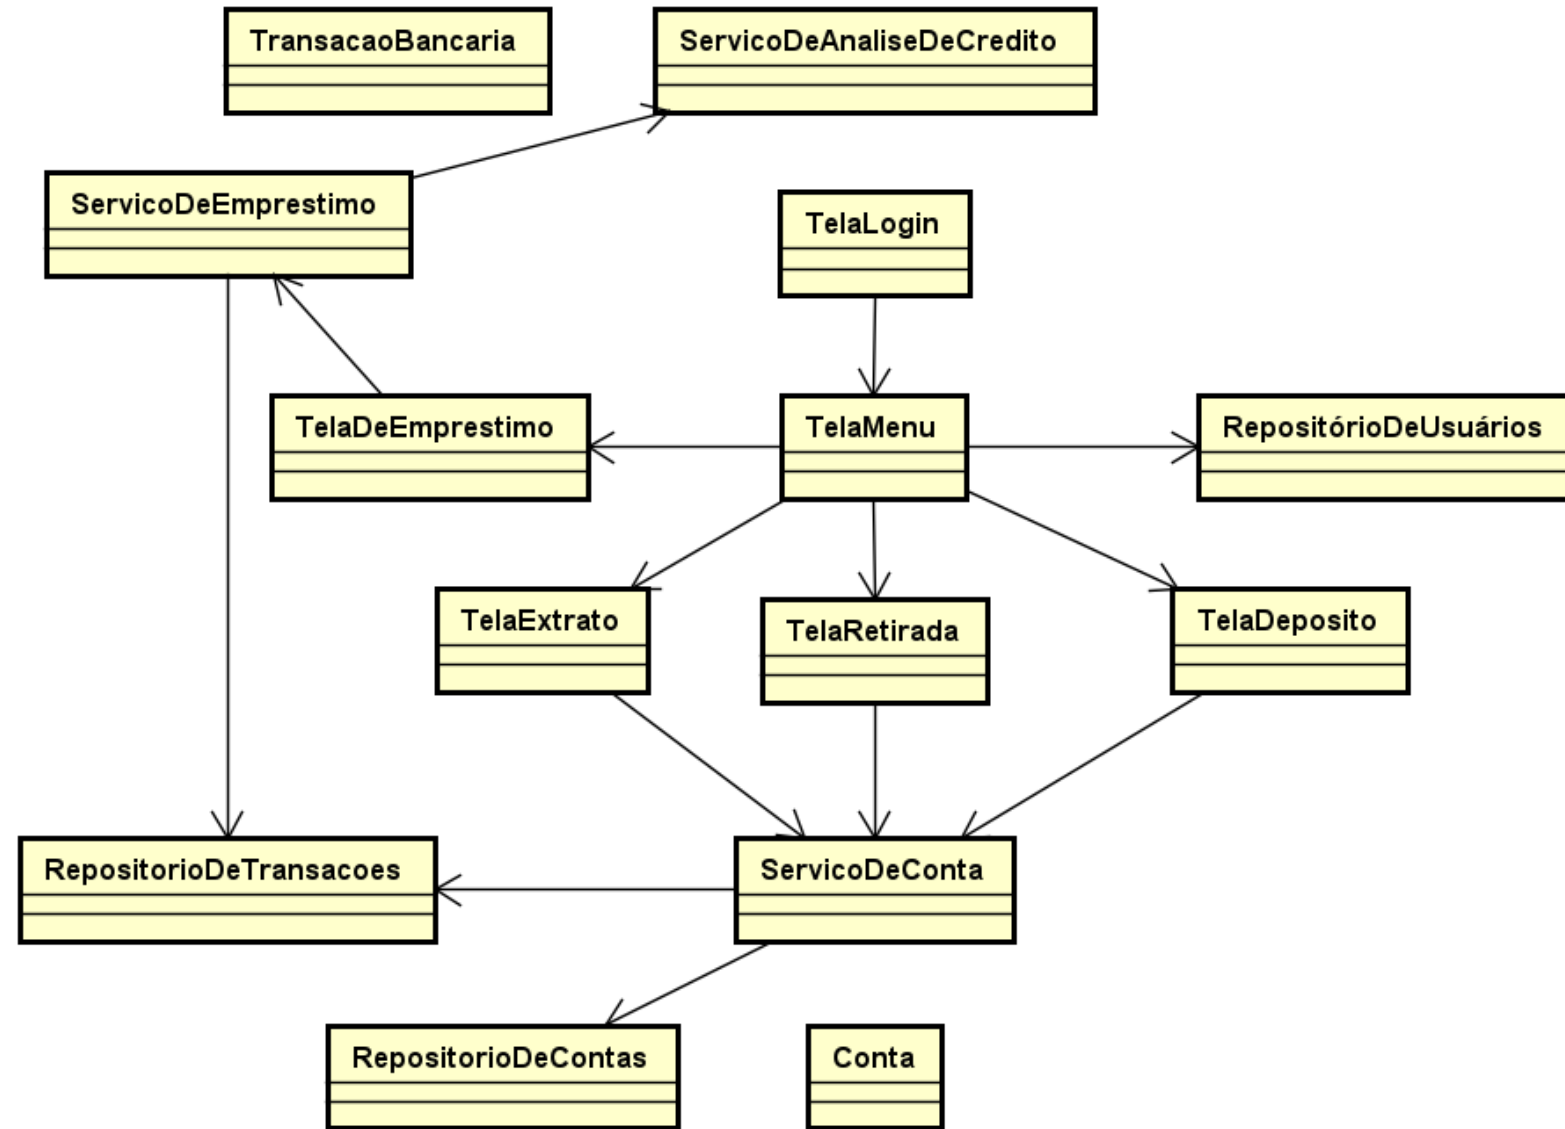 TransacaoBancaria
ServicoDeAnaliseDeCredito
ServicoDeEmprestimo
TelaLogin
TelaDeEmprestimo
TelaMenu
RepositórioDeUsuários
TelaExtrato
TelaRetirada
TelaDeposito
RepositorioDeTransacoes
ServicoDeConta
RepositorioDeContas
Conta